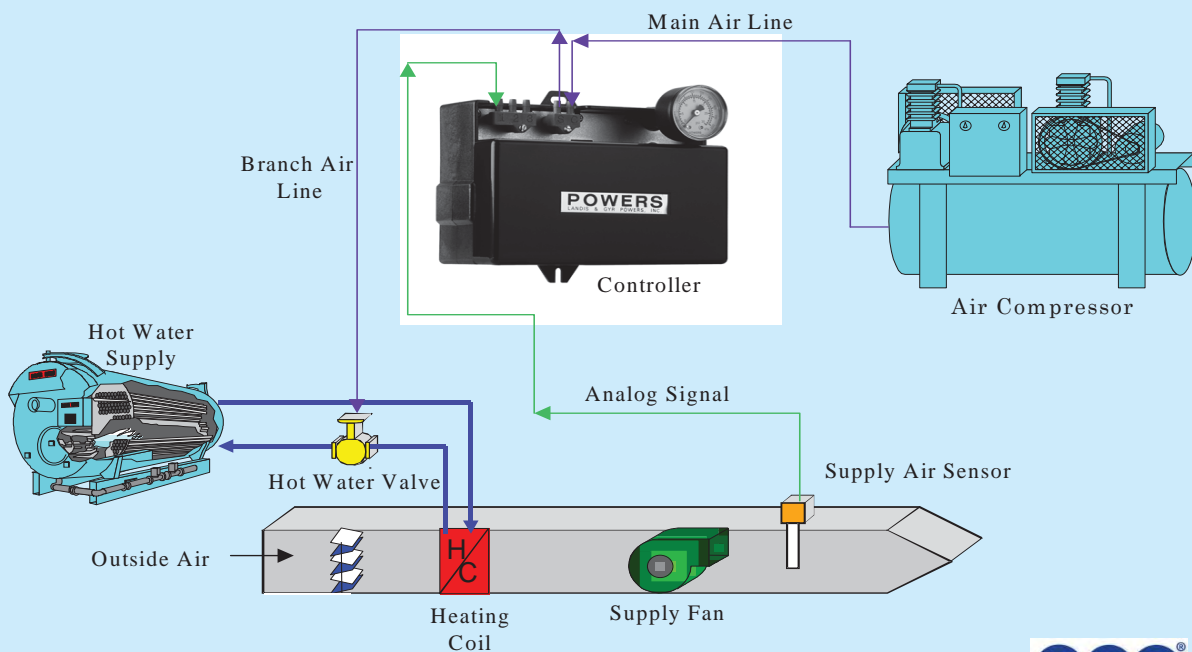 Main Air Line
Branch Air
Line
POWERS
LANDIS & GYR POWERS, INC
Controller
Air Compressor
Hot Water
Supply
Analog Signal
Hot Water Valve
Supply Air Sensor
Outside Air
H/C
Heating
Coil
Supply Fan
®